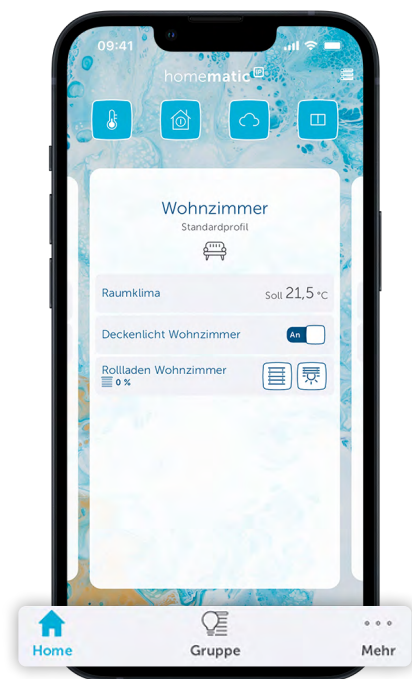 09:41
homematic IP
Wohnzimmer
Standardprofil
Raumklima
Soll 21,5 °C
Deckenlicht Wohnzimmer
An
Rollladen Wohnzimmer
0 %
Home
Gruppe
Mehr